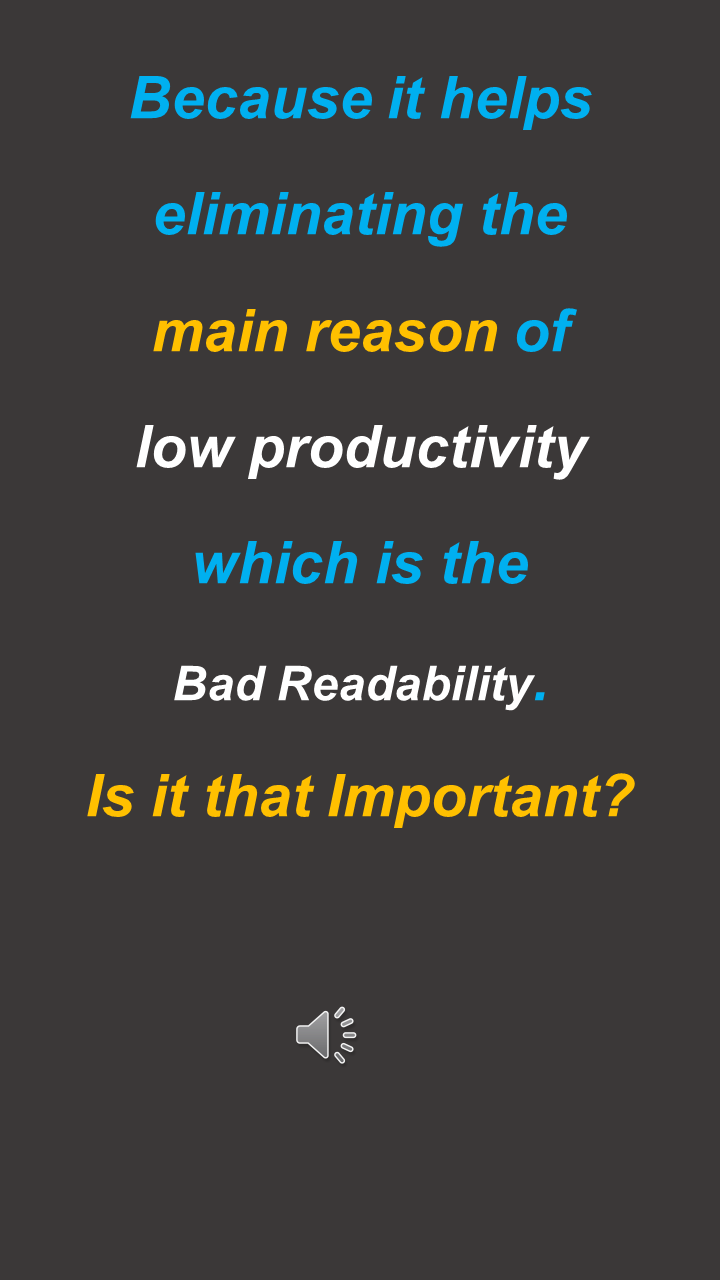 Because it helps
eliminating the
main reason of
low productivity
which is the
Bad Readability.
Is it that Important?